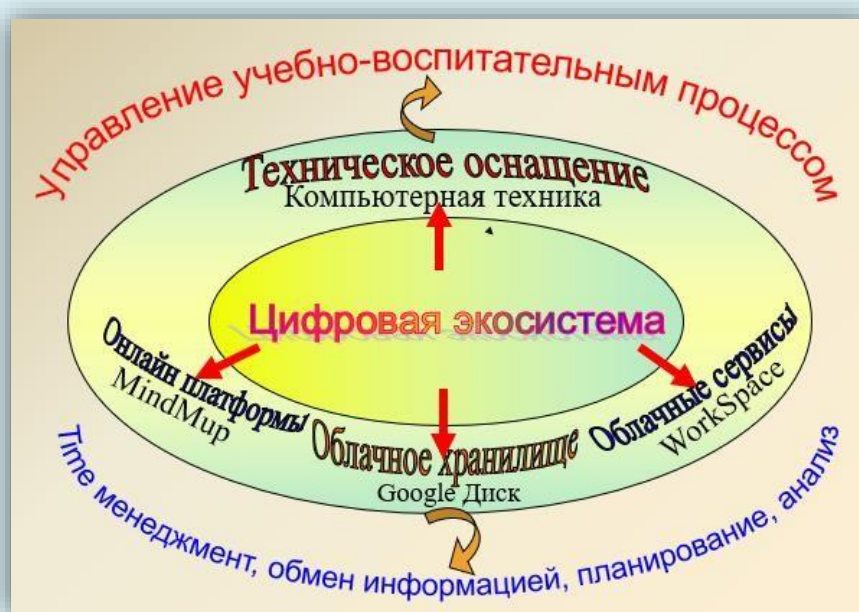 Управление учебно-воспитательным процессом
Техническое оснащение
Компьютерная техника
Цифровая экосистема
Онлайн платформы
MindMup
Облачное хранилище
Google Диск
Облачные сервисы
WorkSpace
Time менеджмент, обмен информацией, планирование, анализ